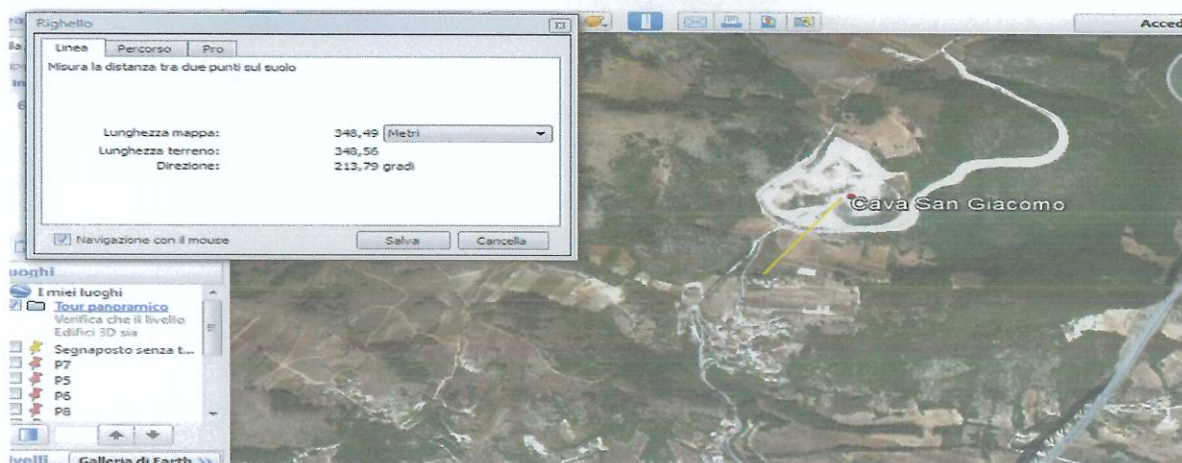 Righello
Linea Percorso Pro
Misura la distanza tra due punti sul suolo
Lunghezza mappa: 348,49 Metri
Lunghezza terreno: 348,56
Direzione: 213,79 gradi
Navigazione con il mouse Salva Cancella
Cava San Giacomo
I miei luoghi
Tour panoramico
Verifica che il livello
Edifici 3D sia
Segnaposto senza t...
P7
P5
P6
P8
Galleria di Earth >>